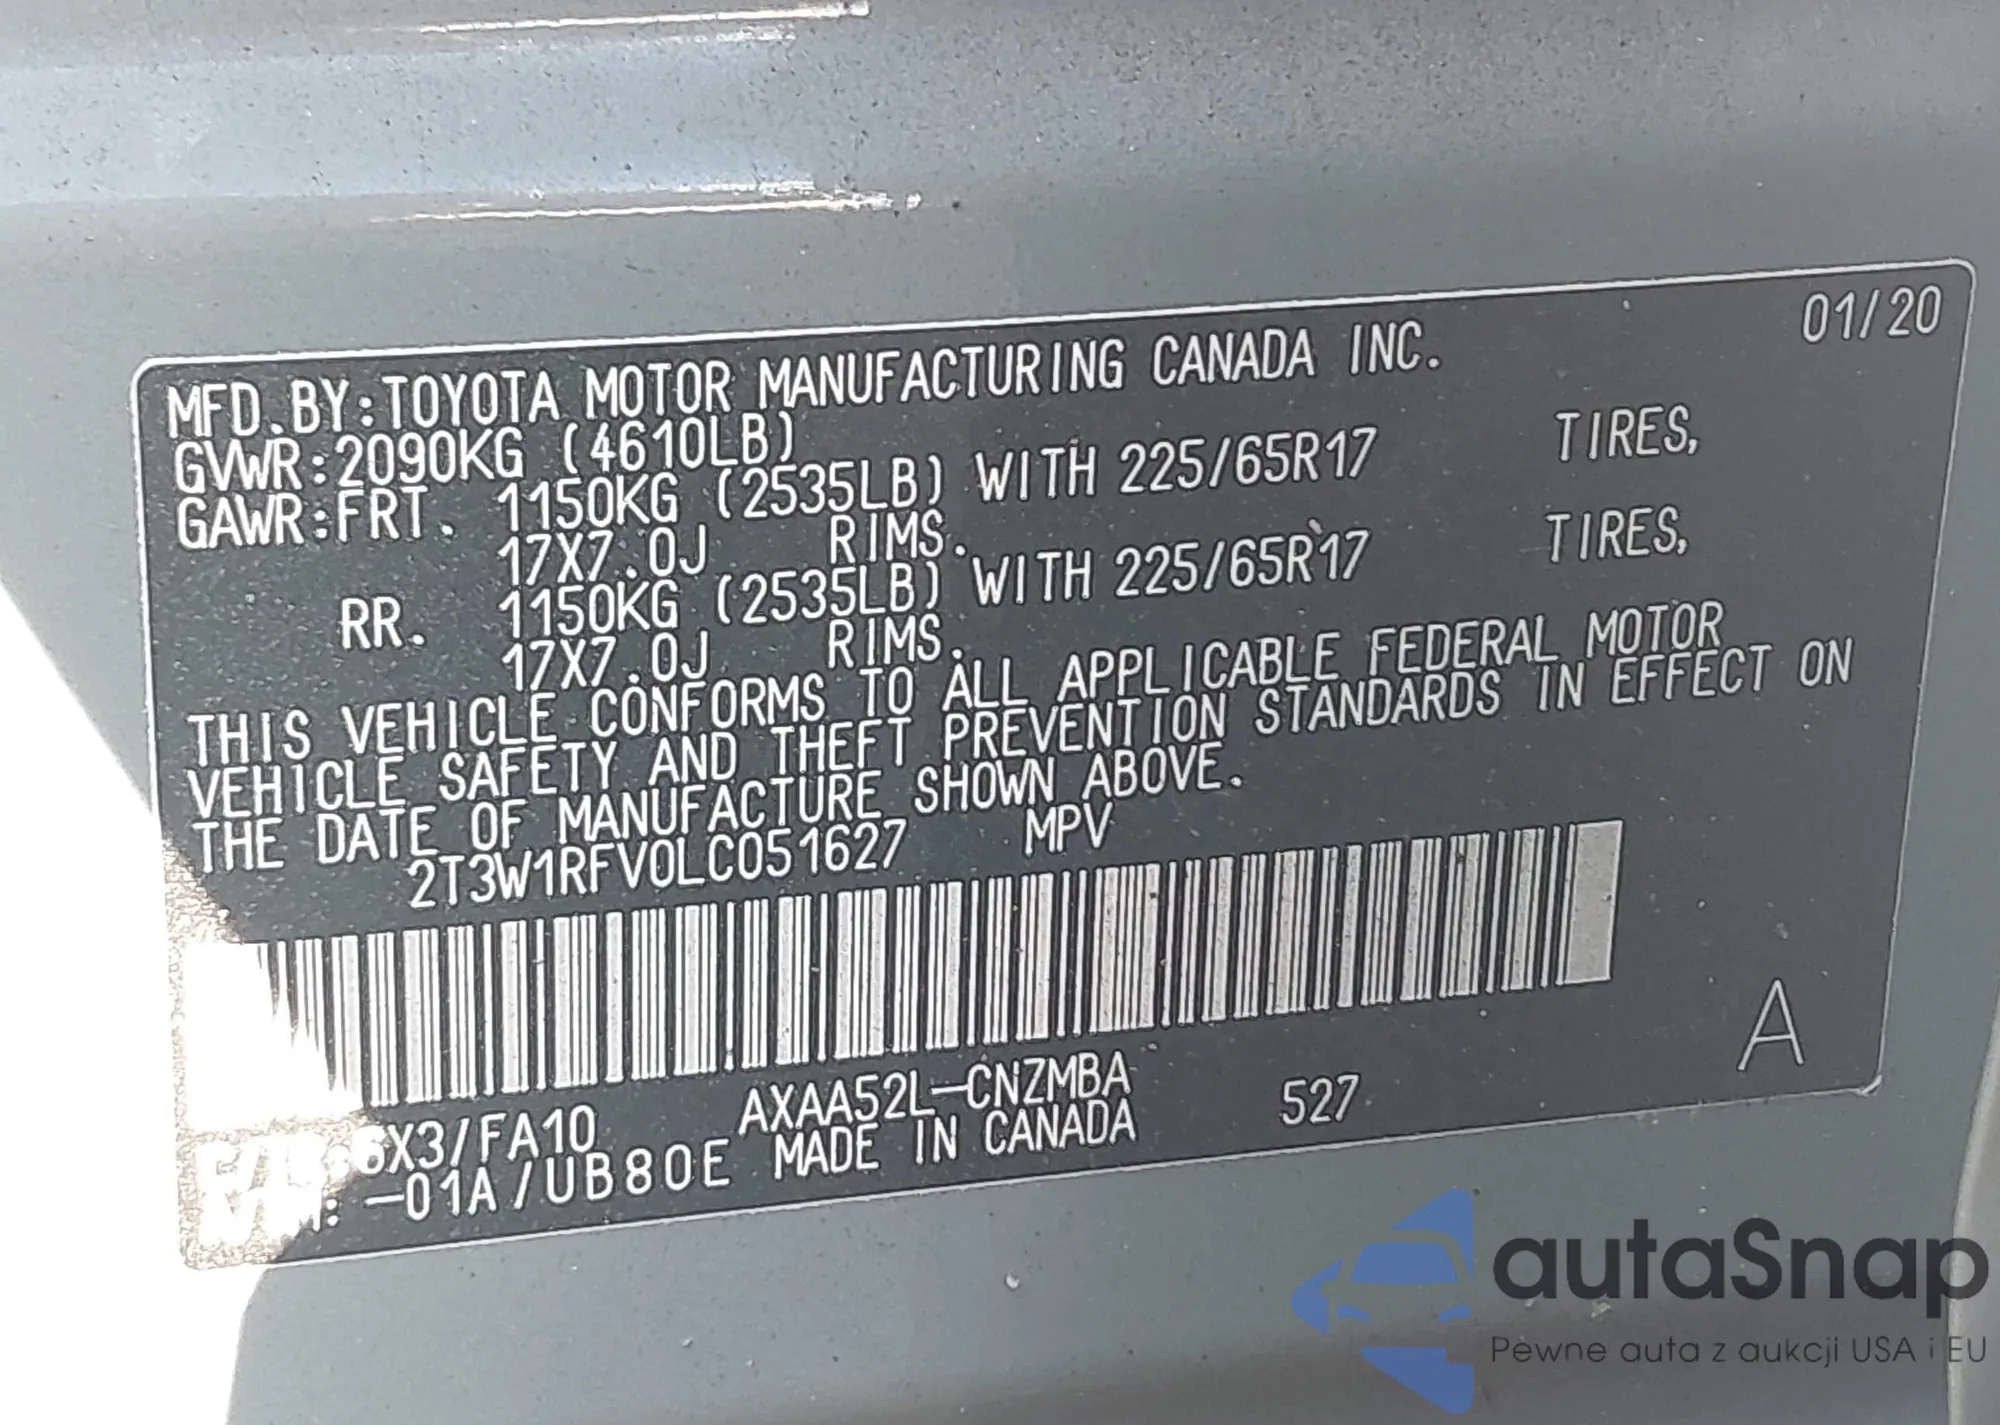 01/20
MFD.BY:TOYOTA MOTOR MANUFACTURING CANADA INC.
GVWR:2090KG (4610LB)
GAWR:FRT. 1150KG (2535LB) WITH 225/65R17 TIRES,
17X7.0J RIMS.
RR. 1150KG (2535LB) WITH 225/65R17 TIRES,
17X7.0J RIMS.
THIS VEHICLE CONFORMS TO ALL APPLICABLE FEDERAL MOTOR
VEHICLE SAFETY AND THEFT PREVENTION STANDARDS IN EFFECT ON
THE DATE OF MANUFACTURE SHOWN ABOVE.
2T3W1RFV0LC051627 MPV
A
6X3/FA10 AXAA52L-CNZMBA 527
-01A/UB80E MADE IN CANADA
autaSnap
Pewne auta z aukcji USA i EU